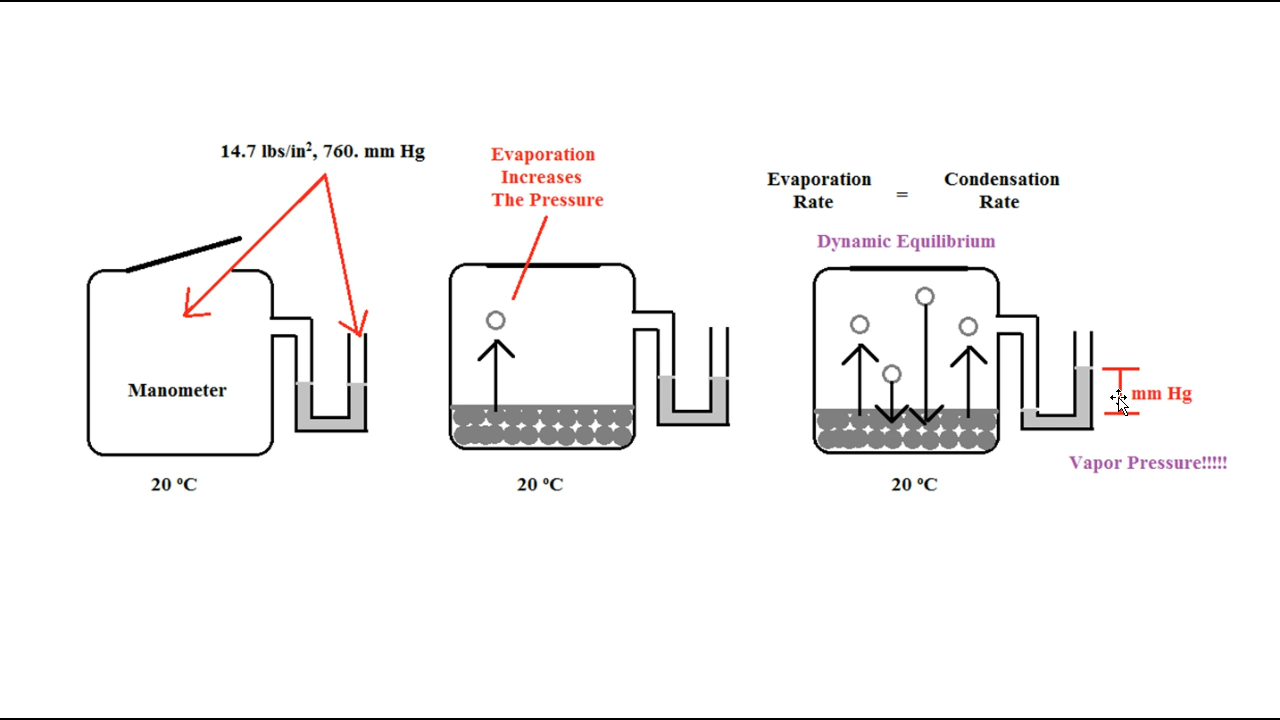 14.7 lbs/in², 760. mm Hg
Manometer
20 ºC
Evaporation
Increases
The Pressure
20 ºC
Evaporation
Rate
=
Condensation
Rate
Dynamic Equilibrium
mm Hg
Vapor Pressure!!!!!
20 ºC